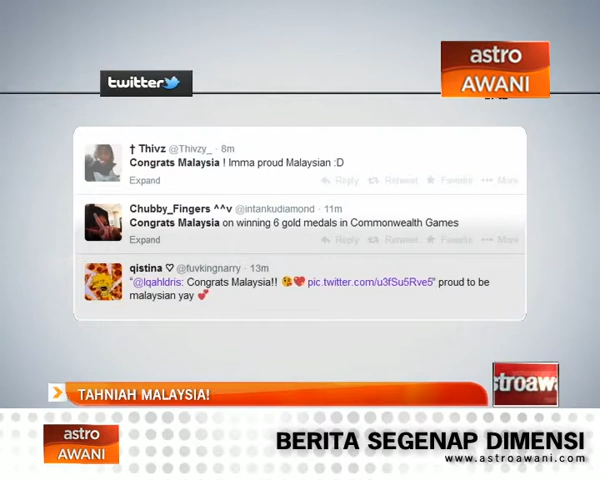 twitter
astro
AWANI
† Thivz @Thivzy_ · 8m
Congrats Malaysia ! Imma proud Malaysian :D
Expand
Reply Retweet Favorite More
Chubby_Fingers ^^v @intankudiamond · 11m
Congrats Malaysia on winning 6 gold medals in Commonwealth Games
Expand
Reply Retweet Favorite More
qistina ♡ @fuvkingnarry · 13m
"@lqahldris: Congrats Malaysia!! 😘💖 pic.twitter.com/u3fSu5Rve5" proud to be
malaysian yay 💕
TAHNIAH MALAYSIA!
stroawa
astro
AWANI
BERITA SEGENAP DIMENSI
www.astroawani.com